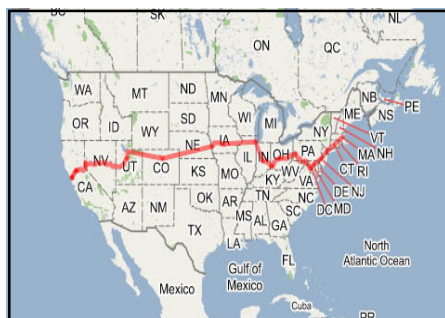 BC
SK
NL
ON
QC
WA
MT
ND
MN
NB
PE
ME
NS
OR
ID
SD
WI
MI
NY
VT
WY
MA
NH
NV
UT
NE
IA
IL
IN
OH
PA
CT
RI
CA
CO
KS
MO
KY
WV
VA
DE
NJ
DC
MD
AZ
NM
OK
AR
TN
NC
SC
TX
MS
AL
GA
LA
FL
North
Atlantic Ocean
Gulf of
Mexico
Mexico
Cuba
PR